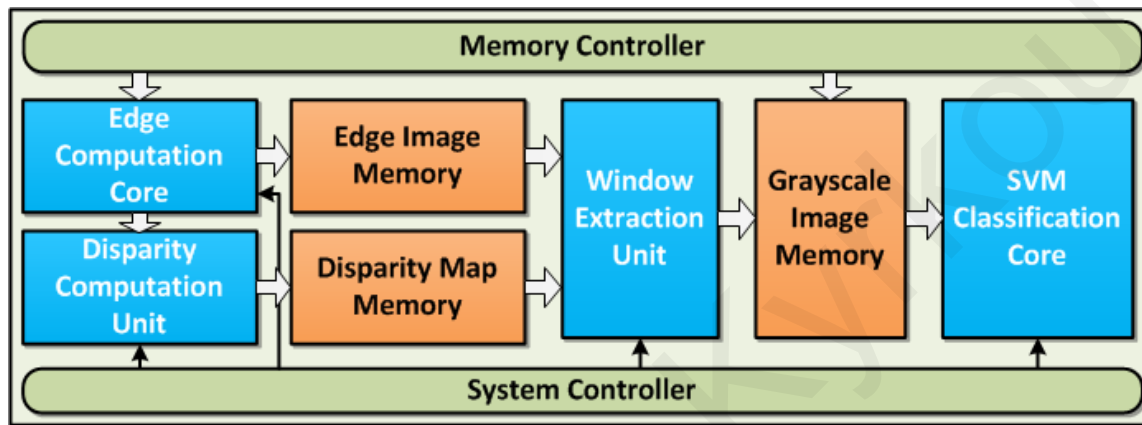 Memory Controller
Edge
Computation
Core
Edge Image
Memory
Window
Extraction
Unit
Grayscale
Image
Memory
SVM
Classification
Core
Disparity
Computation
Unit
Disparity Map
Memory
System Controller
Kyrkou